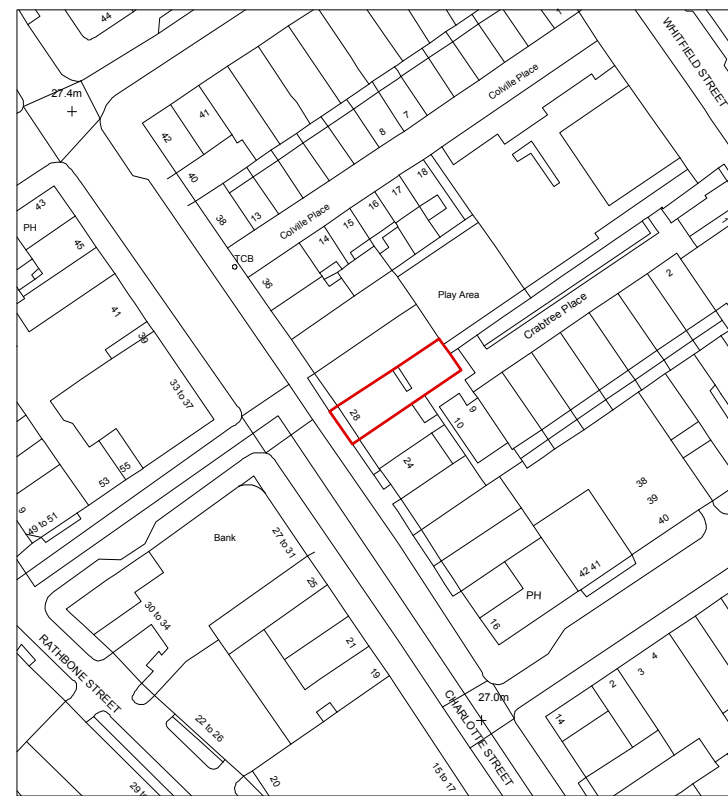 44
WHITFIELD STREET
1
27.4m
Colville Place
41
42
7
8
40
18
17
16
15
14
13
38
Colville Place
43
PH
45
TCB
36
Play Area
2
Crabtree Place
41
39
33 to 37
28
9
10
24
55
53
38
39
40
9
49 to 51
Bank
27 to 31
25
42 41
PH
30 to 34
21
16
19
RATHBONE STREET
4
3
2
27.0m
14
CHARLOTTE STREET
22 to 26
20
15 to 17